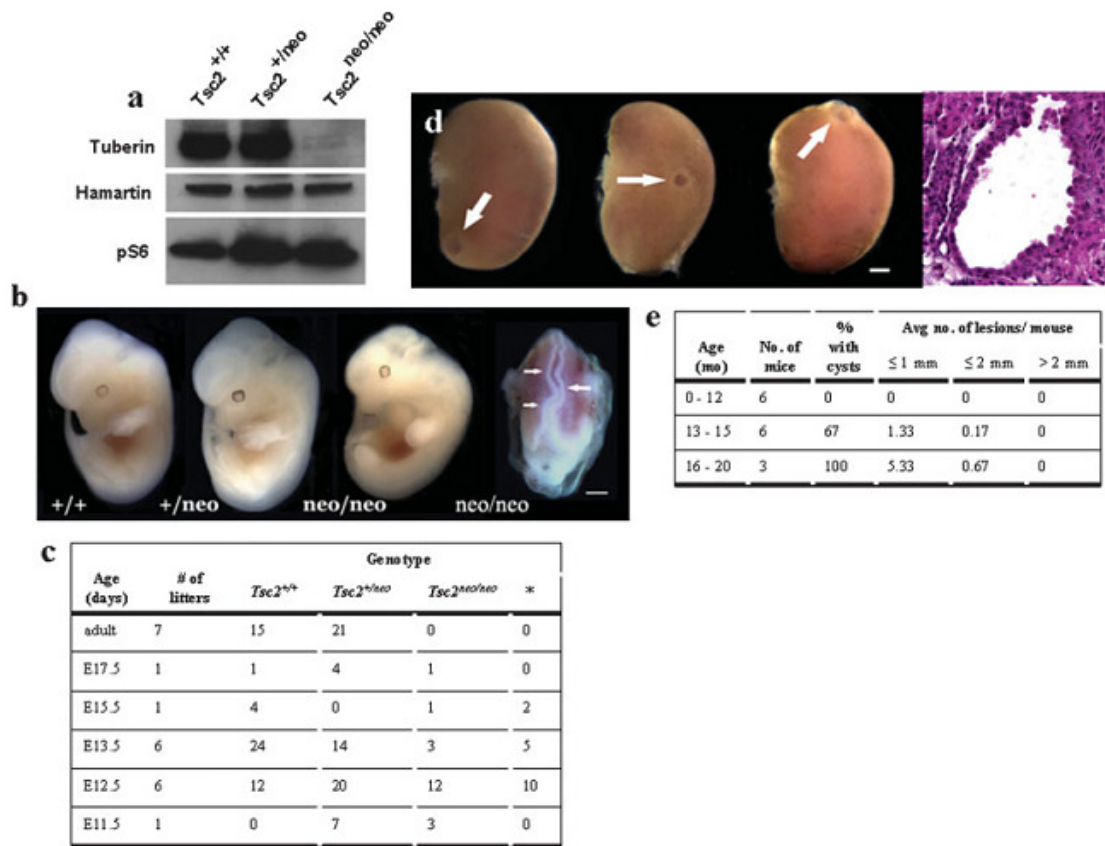 a
Tsc2 +/+
Tsc2 +/neo
Tsc2 neo/neo
Tuberin
Hamartin
pS6
b
+/+ +/neo neo/neo neo/neo
c
Genotype
Age (days) # of litters Tsc2+/+ Tsc2+/neo Tsc2neo/neo *
adult 7 15 21 0 0
E17.5 1 1 4 1 0
E15.5 1 4 0 1 2
E13.5 6 24 14 3 5
E12.5 6 12 20 12 10
E11.5 1 0 7 3 0
d
e
Age (mo) No. of mice % with cysts Avg no. of lesions/ mouse
≤ 1 mm ≤ 2 mm > 2 mm
0 - 12 6 0 0 0 0
13 - 15 6 67 1.33 0.17 0
16 - 20 3 100 5.33 0.67 0